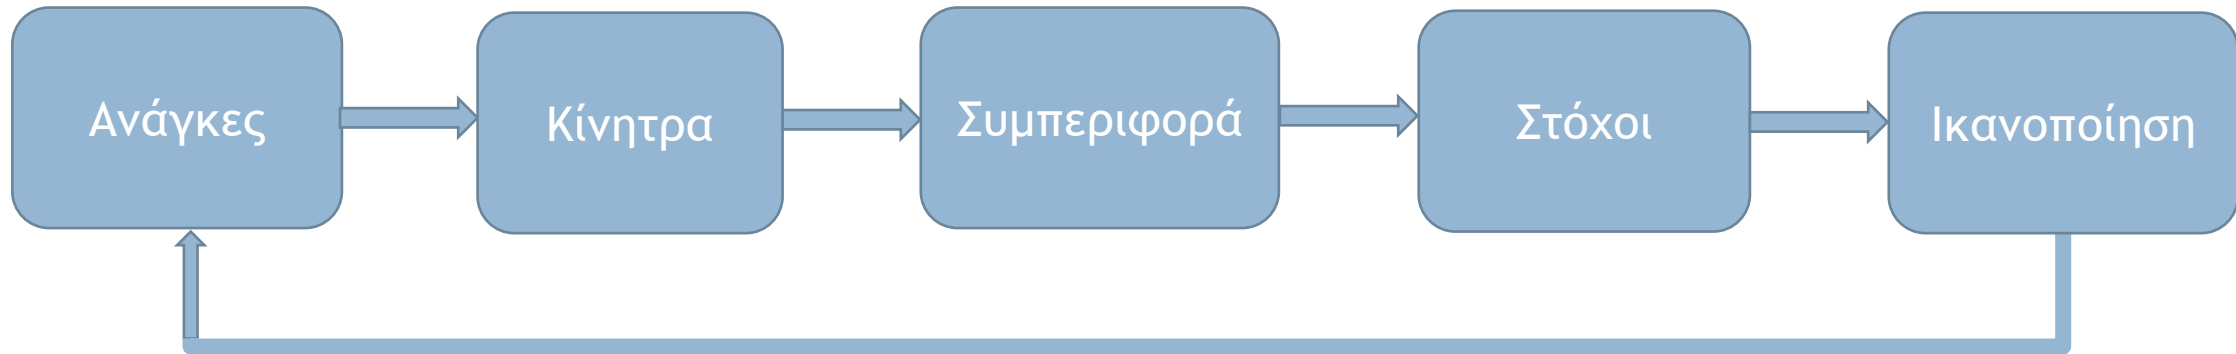 Ανάγκες
Κίνητρα
Συμπεριφορά
Στόχοι
Ικανοποίηση